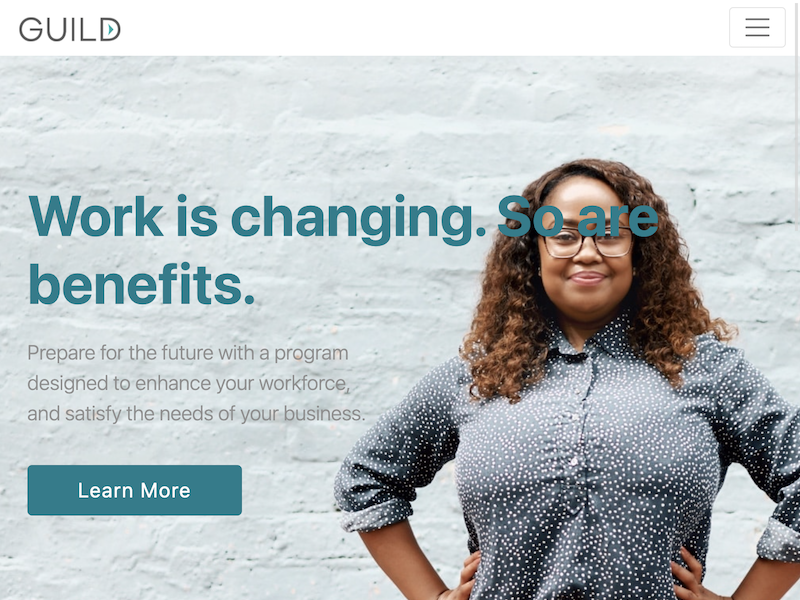 GUILD
Work is changing. So are
benefits.
Prepare for the future with a program
designed to enhance your workforce,
and satisfy the needs of your business.
Learn More